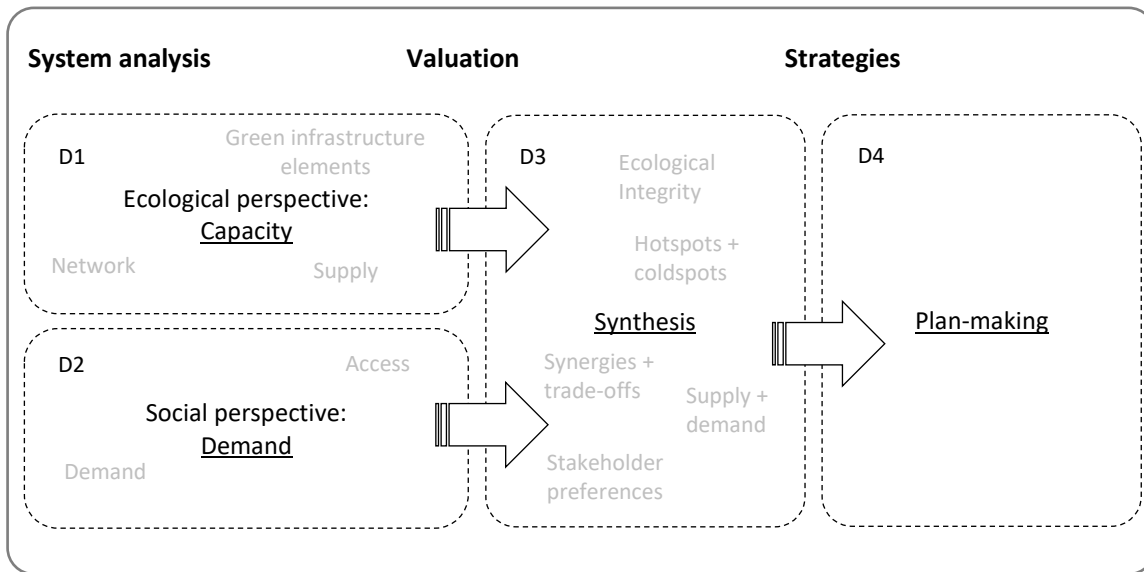 System analysis
Valuation
Strategies
D1
Green infrastructure
elements
Ecological perspective:
Capacity
Network
Supply
D2
Access
Social perspective:
Demand
Demand
D3
Ecological
Integrity
Hotspots +
coldspots
Synthesis
Synergies +
trade-offs
Supply +
demand
Stakeholder
preferences
D4
Plan-making